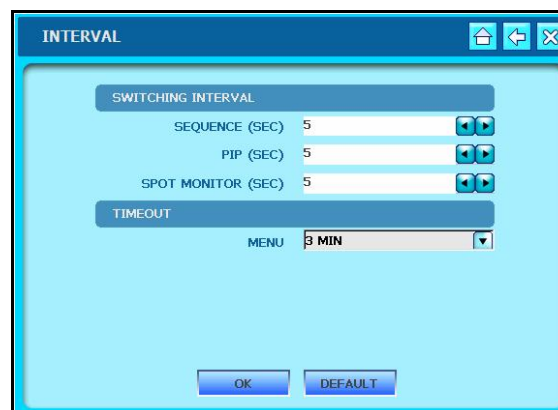 INTERVAL
SWITCHING INTERVAL
SEQUENCE (SEC) 5
PIP (SEC) 5
SPOT MONITOR (SEC) 5
TIMEOUT
MENU 3 MIN
OK DEFAULT